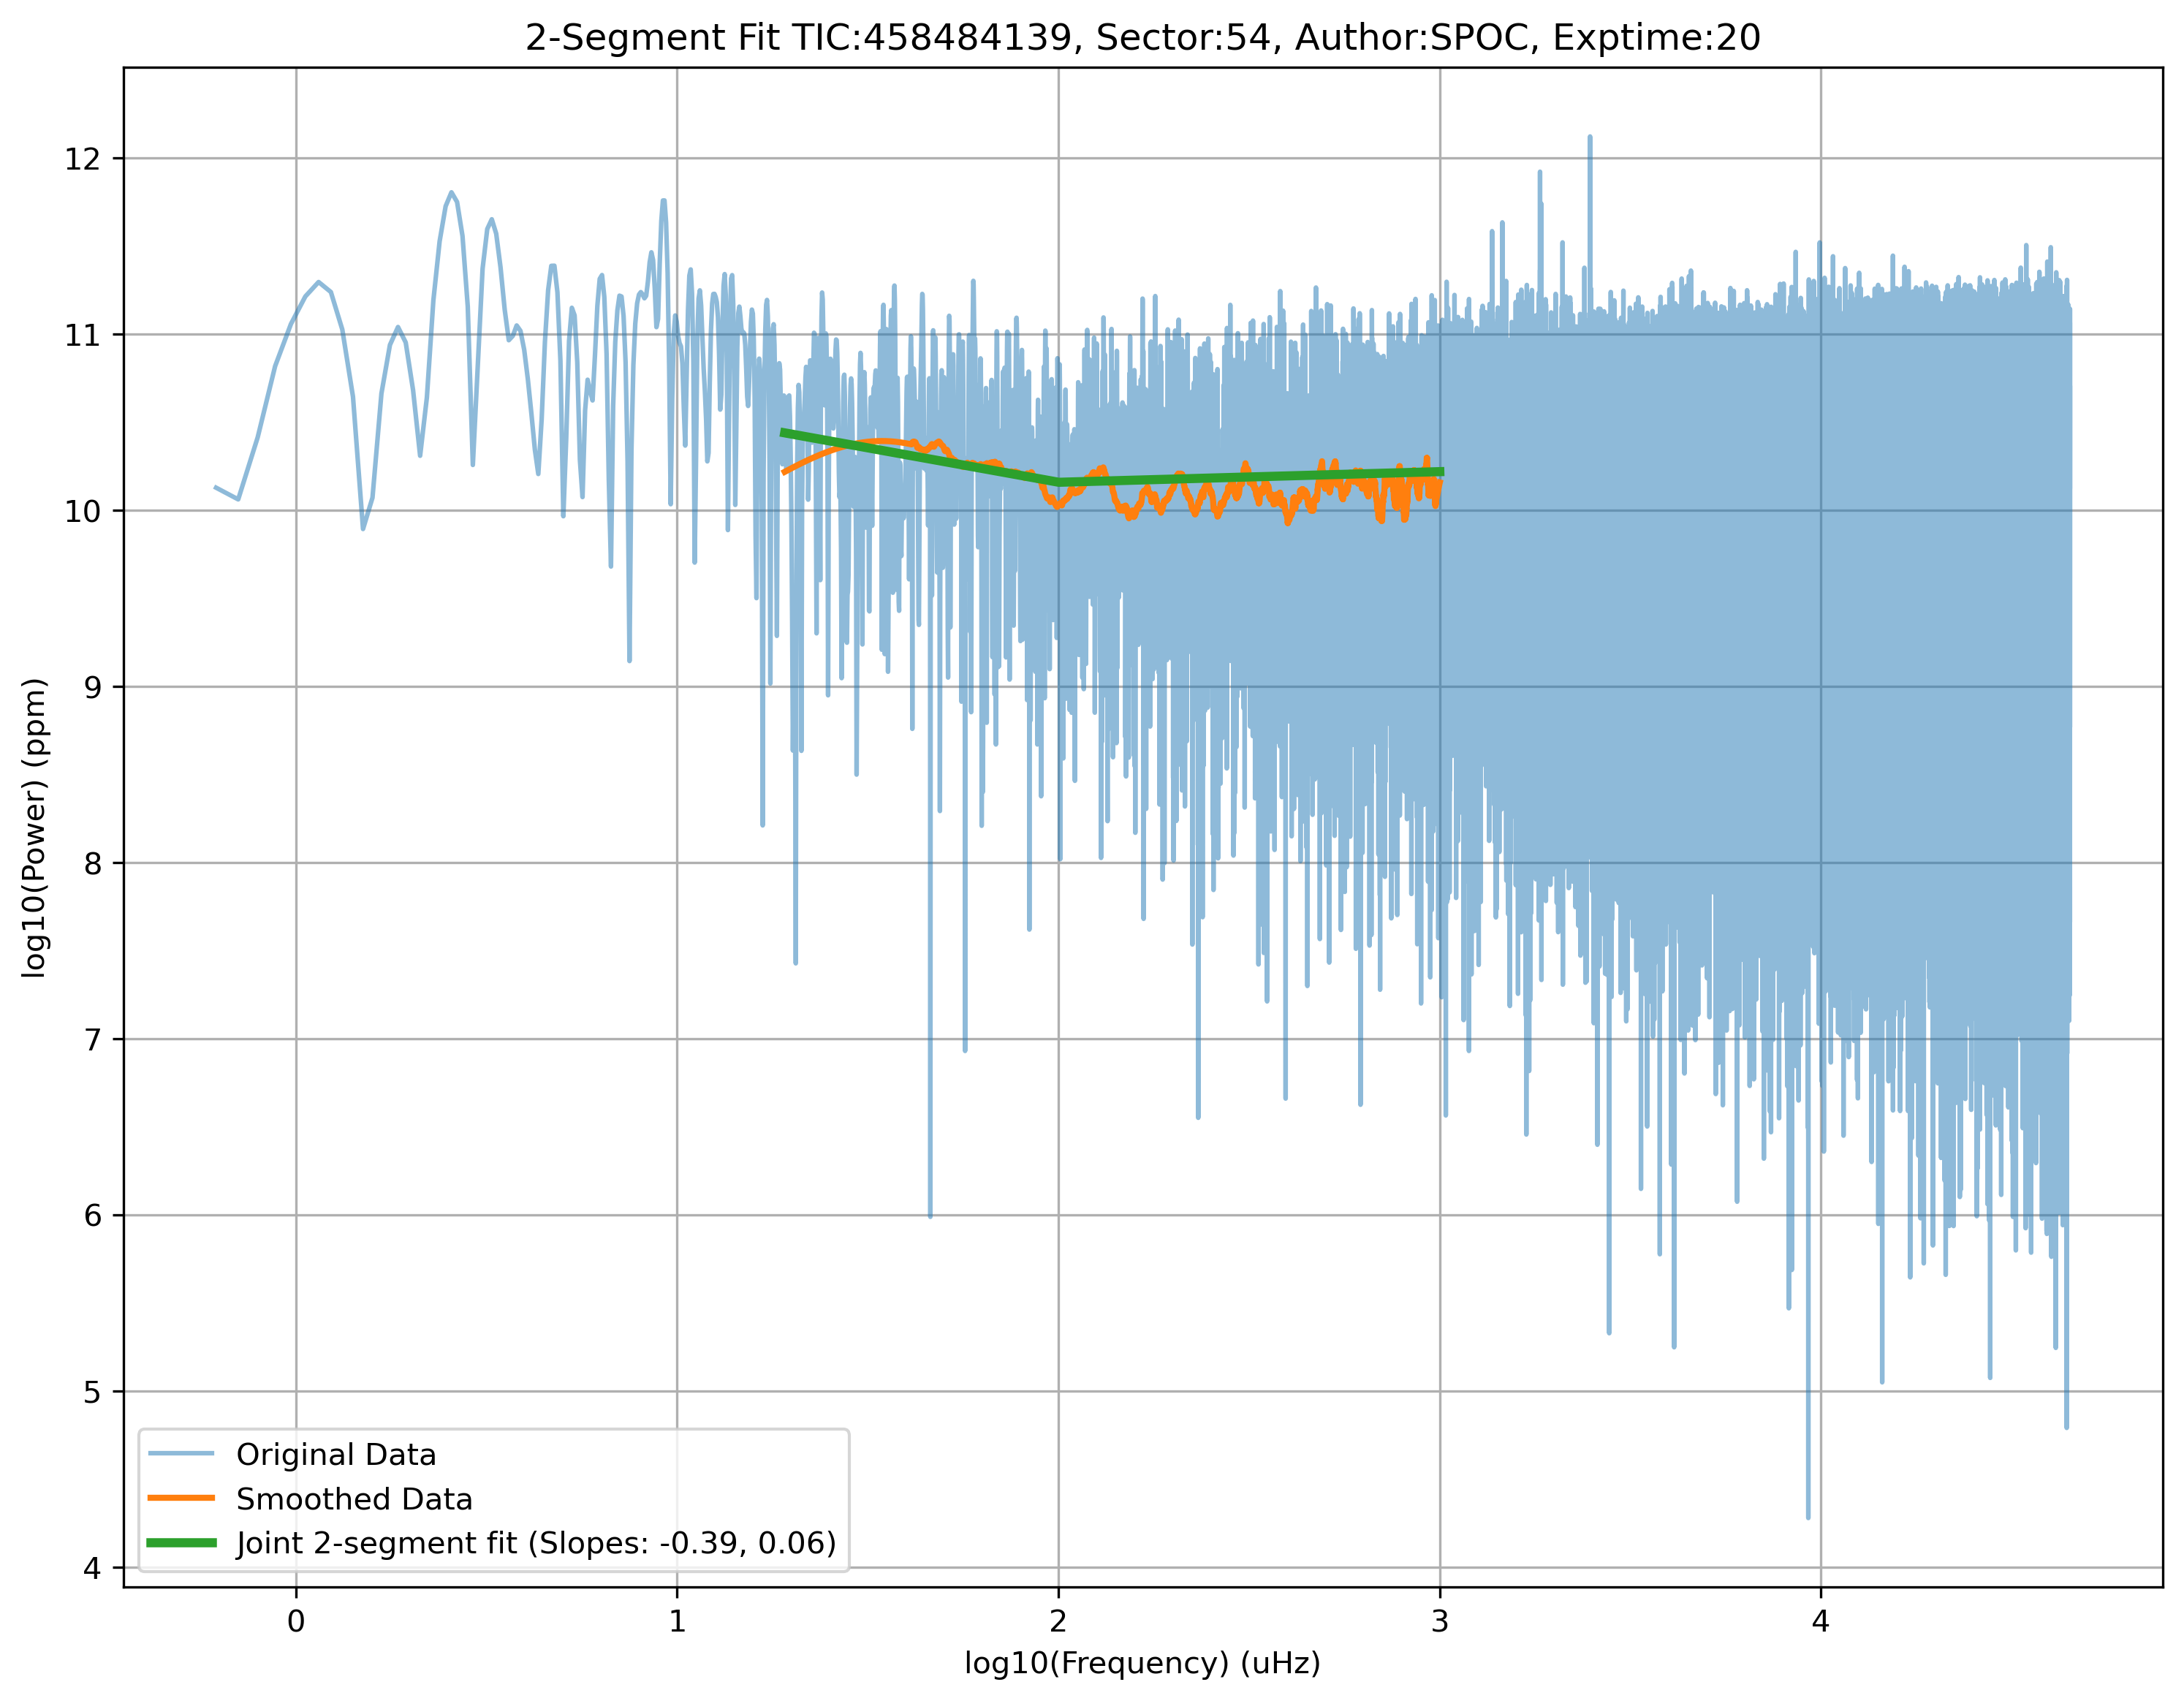 2-Segment Fit TIC:458484139, Sector:54, Author:SPOC, Exptime:20
12
11
10
9
8
7
6
5
4
log10(Power) (ppm)
Original Data
Smoothed Data
Joint 2-segment fit (Slopes: -0.39, 0.06)
0 1 2 3 4
log10(Frequency) (uHz)